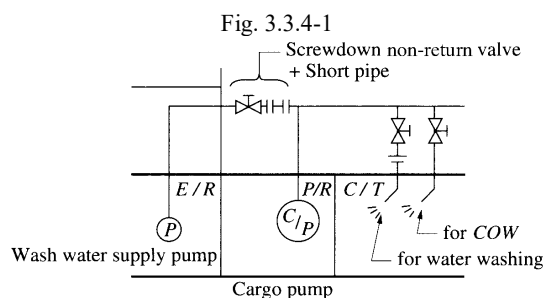 Fig. 3.3.4-1
Screwdown non-return valve
+ Short pipe
E/R
P/R
C/T
P
C/P
Wash water supply pump
for COW
for water washing
Cargo pump